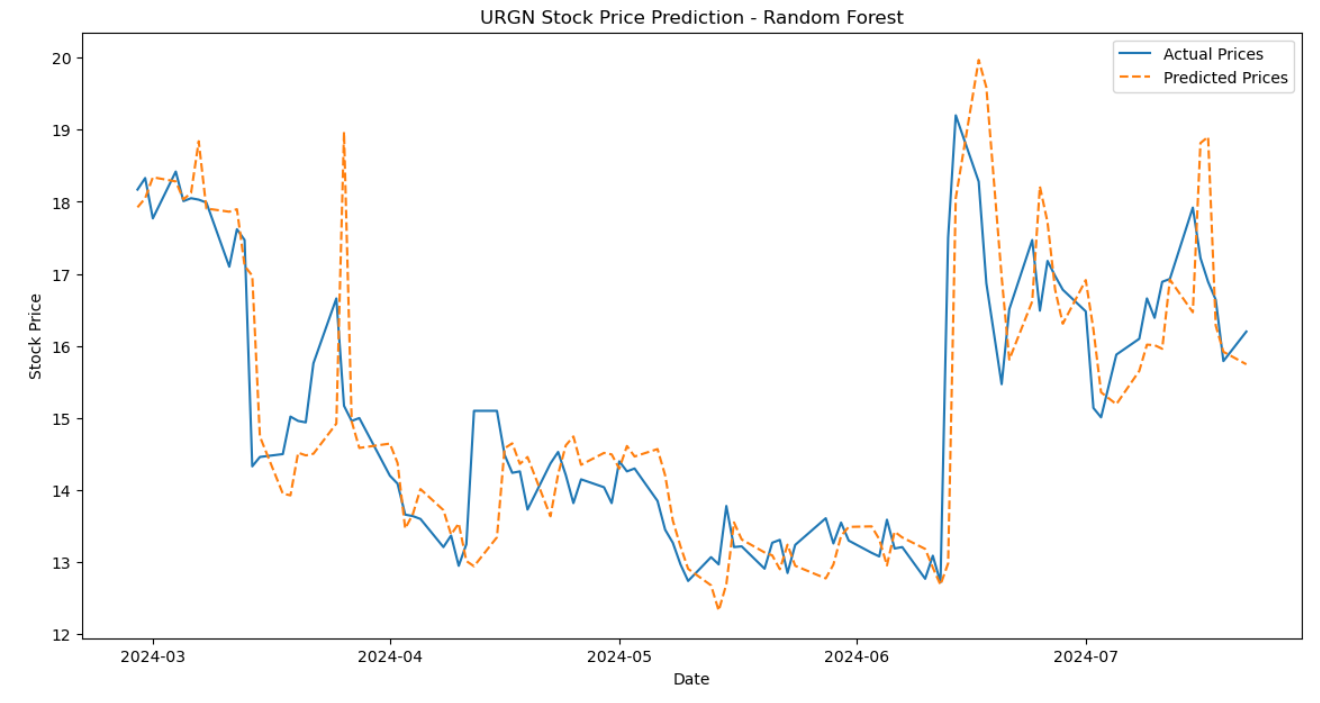 URGN Stock Price Prediction - Random Forest
Actual Prices
Predicted Prices
20
19
18
17
16
15
14
13
12
Stock Price
2024-03
2024-04
2024-05
2024-06
2024-07
Date